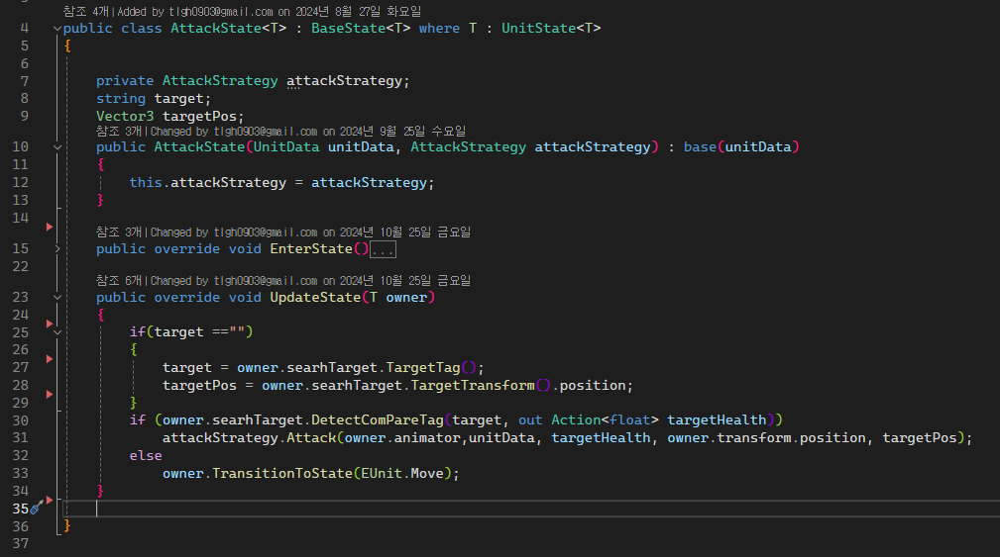 참조 4개|Added by tlgh0903@gmail.com on 2024년 8월 27일 화요일
4 public class AttackState<T> : BaseState<T> where T : UnitState<T>
5 {
6
7 private AttackStrategy attackStrategy;
8 string target;
9 Vector3 targetPos;
참조 3개|Changed by tlgh0903@gmail.com on 2024년 9월 25일 수요일
10 public AttackState(UnitData unitData, AttackStrategy attackStrategy) : base(unitData)
11 {
12 this.attackStrategy = attackStrategy;
13 }
14
참조 3개|Changed by tlgh0903@gmail.com on 2024년 10월 25일 금요일
15 public override void EnterState()...
22
참조 6개|Changed by tlgh0903@gmail.com on 2024년 10월 25일 금요일
23 public override void UpdateState(T owner)
24 {
25 if(target =="")
26 {
27 target = owner.searhTarget.TargetTag();
28 targetPos = owner.searhTarget.TargetTransform().position;
29 }
30 if (owner.searhTarget.DetectComPareTag(target, out Action<float> targetHealth))
31 attackStrategy.Attack(owner.animator,unitData, targetHealth, owner.transform.position, targetPos);
32 else
33 owner.TransitionToState(EUnit.Move);
34 }
35
36 }
37